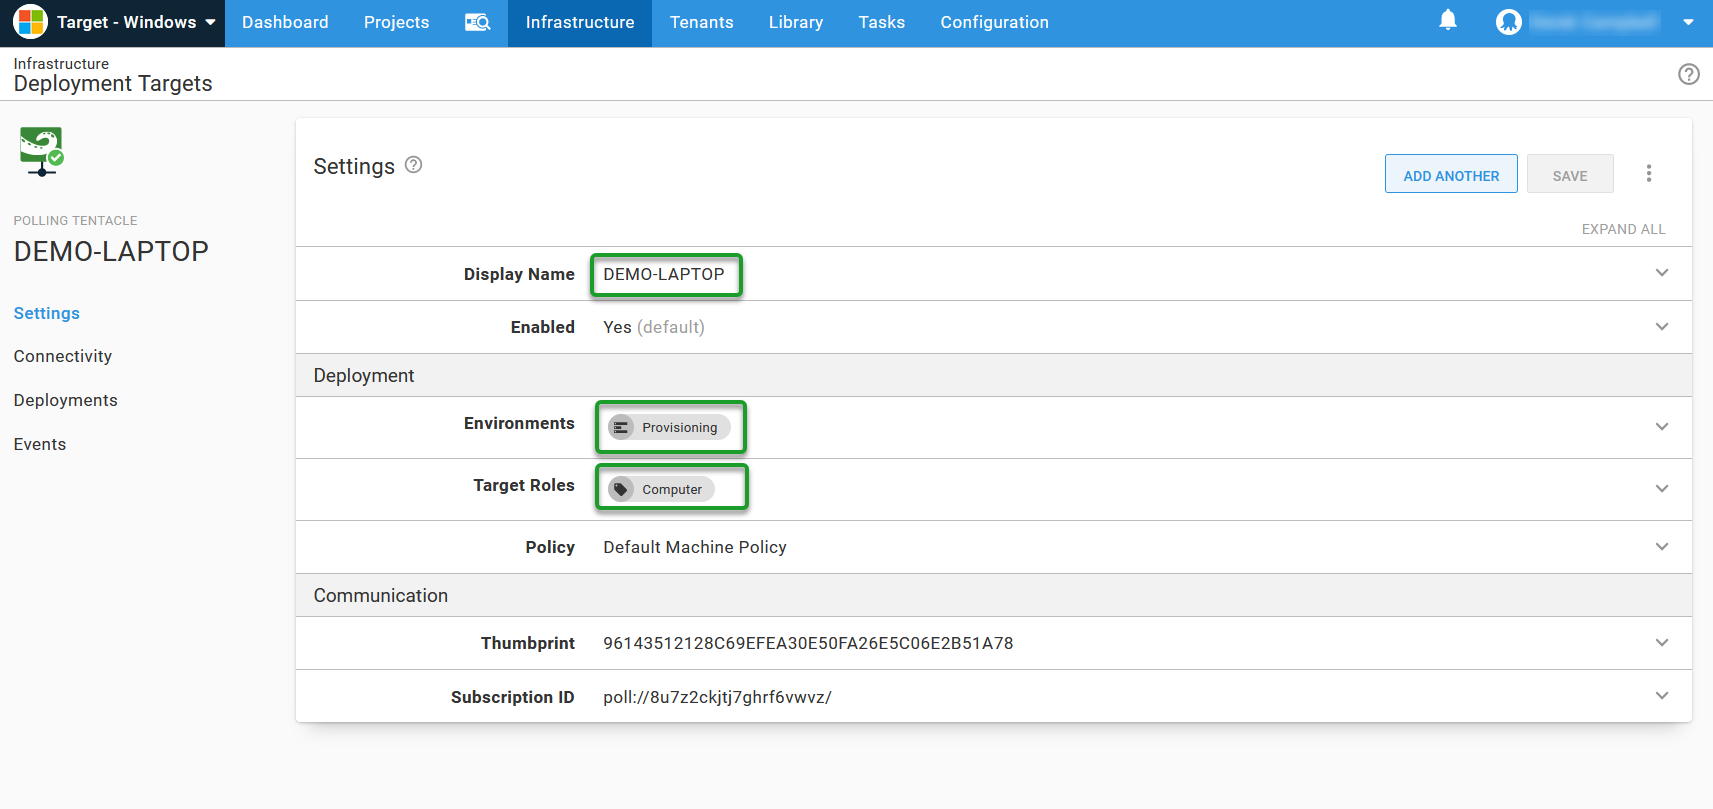 Target - Windows Dashboard Projects Infrastructure Tenants Library Tasks Configuration
Infrastructure
Deployment Targets
POLLING TENTACLE
DEMO-LAPTOP
Settings
Connectivity
Deployments
Events
Settings
ADD ANOTHER SAVE
EXPAND ALL
Display Name DEMO-LAPTOP
Enabled Yes (default)
Deployment
Environments Provisioning
Target Roles Computer
Policy Default Machine Policy
Communication
Thumbprint 96143512128C69EFEA30E50FA26E5C06E2B51A78
Subscription ID poll://8u7z2ckjtj7ghrf6vwvz/